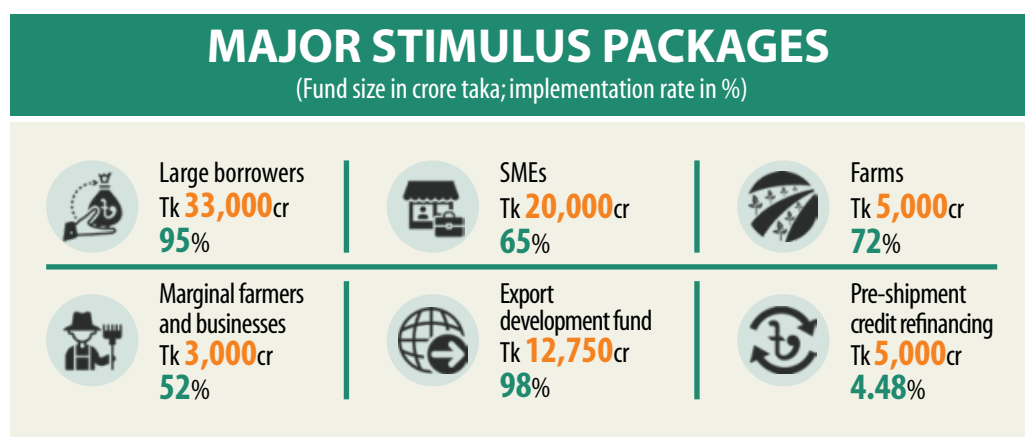 MAJOR STIMULUS PACKAGES
(Fund size in crore taka; implementation rate in %)
Large borrowers
Tk 33,000cr
95%
SMEs
Tk 20,000cr
65%
Farms
Tk 5,000cr
72%
Marginal farmers
and businesses
Tk 3,000cr
52%
Export
development fund
Tk 12,750cr
98%
Pre-shipment
credit refinancing
Tk 5,000cr
4.48%